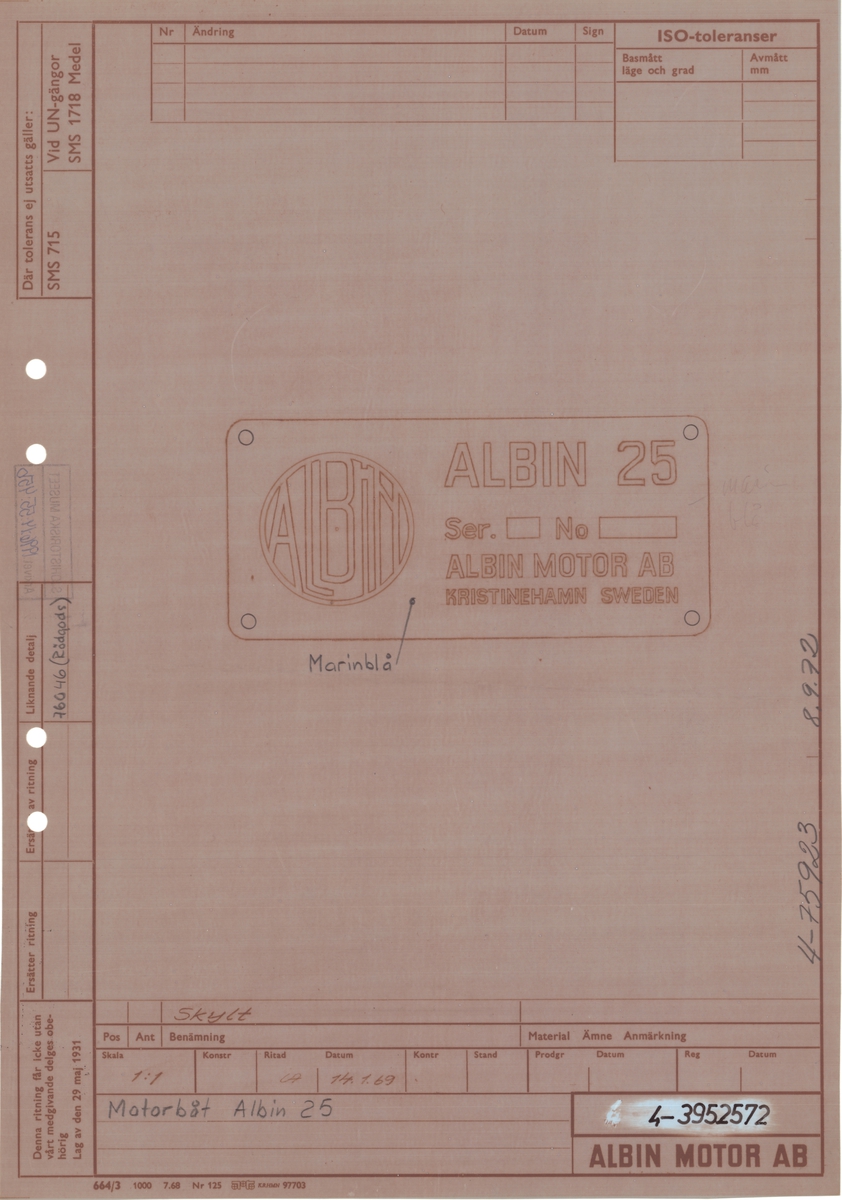 Nr Ändring Datum Sign
ISO-toleranser
Basmått
läge och grad
Avmått
mm
Där tolerans ej utsatts gäller:
Vid UN-gängor
SMS 1718 Medel
SMS 715
ALBIN
ALBIN 25
Ser. No
ALBIN MOTOR AB
KRISTINEHAMN SWEDEN
Marinblå
Liknande detalj
76046 (Rödgods)
av ritning
Ersätter ritning
8.9.72
4-75923
Denna ritning får icke utan
vårt medgivande delges obe-
hörig
Lag av den 29 maj 1931
Skylt
Pos Ant Benämning Material Ämne Anmärkning
Skala Konstr Ritad Datum Kontr Stand Prodgr Datum Reg Datum
1:1 14.1.69
Motorbåt Albin 25
4-3952572
ALBIN MOTOR AB
664/3 1000 7.68 Nr 125 97703